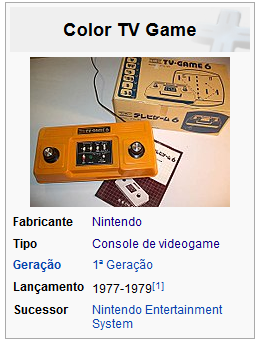 Color TV Game
TV-GAME 6
テレビゲーム 6
Fabricante Nintendo
Tipo Console de videogame
Geração 1ª Geração
Lançamento 1977-1979[1]
Sucessor Nintendo Entertainment
System